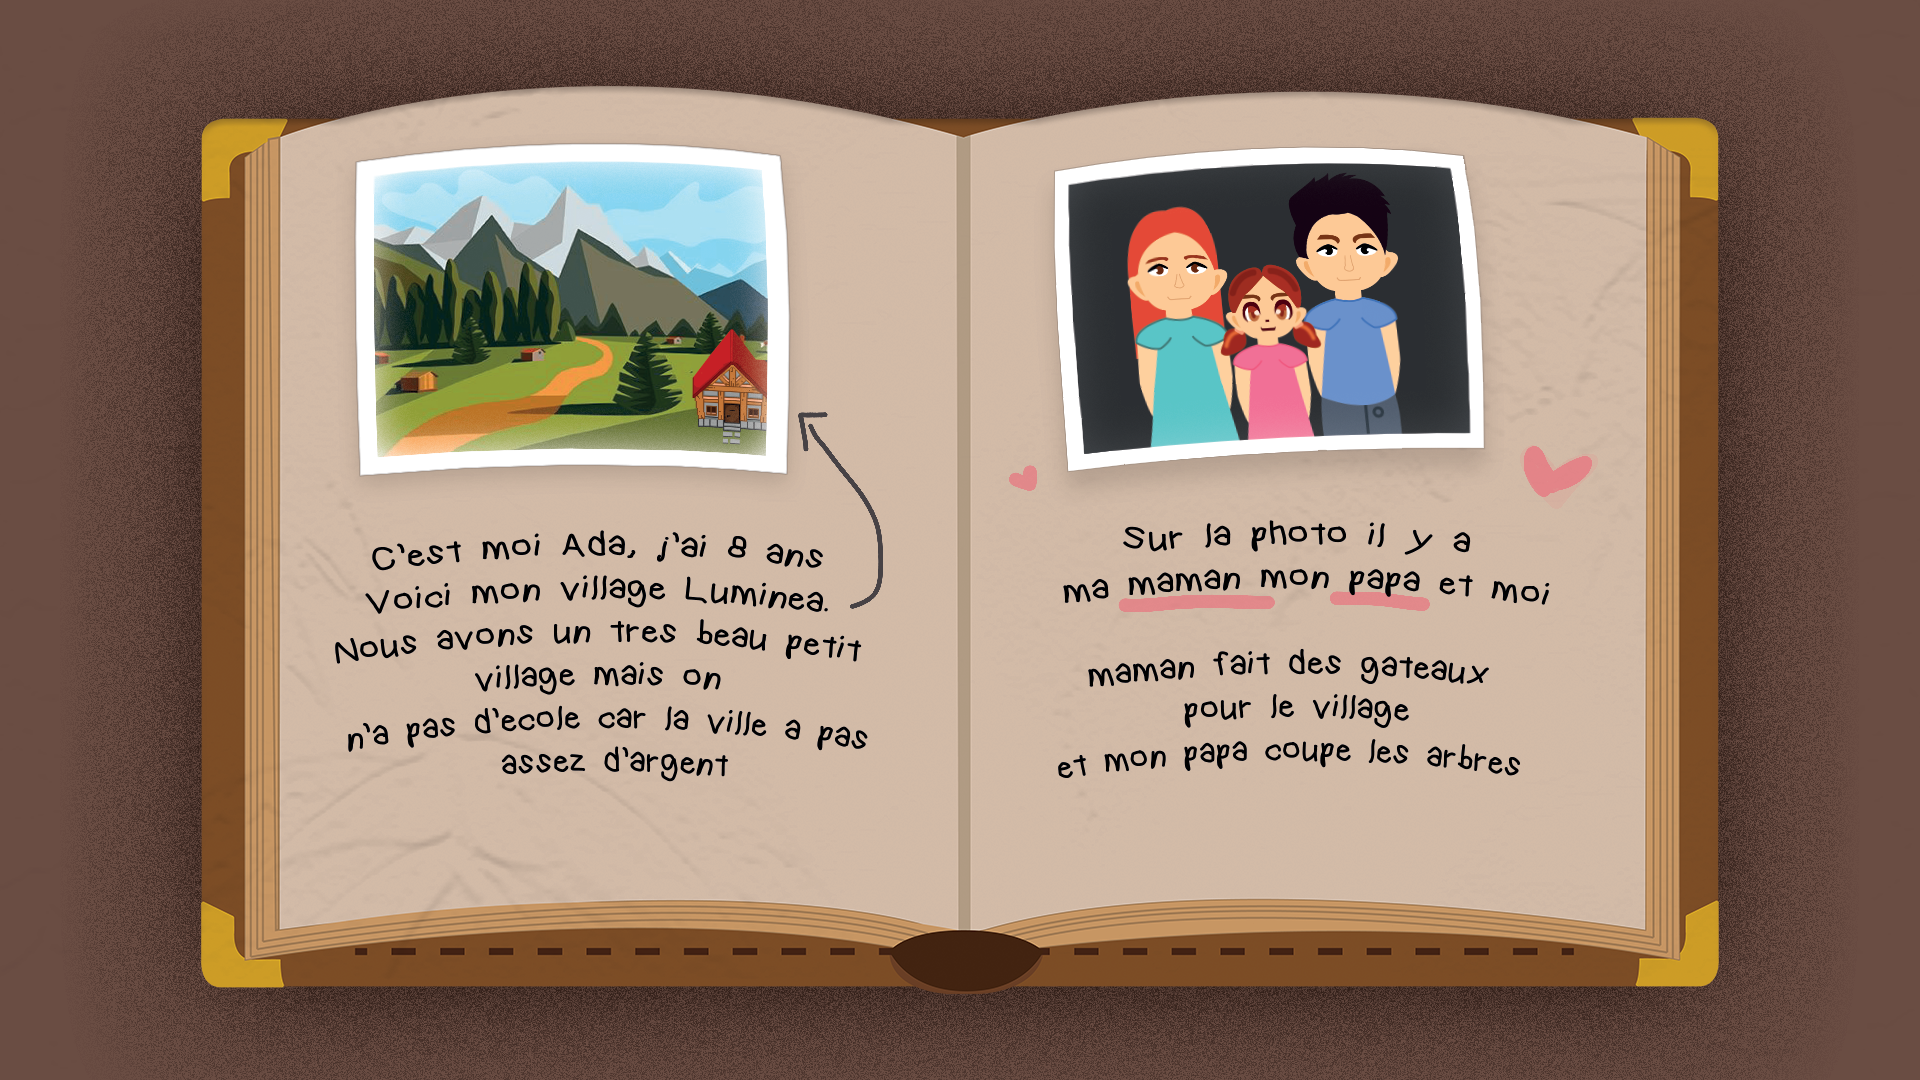 C'est moi Ada, j'ai 8 ans
Voici mon village Luminea.
Nous avons un tres beau petit
village mais on
n'a pas d'ecole car la ville a pas
assez d'argent
Sur la photo il y a
ma maman mon papa et moi
maman fait des gateaux
pour le village
et mon papa coupe les arbres